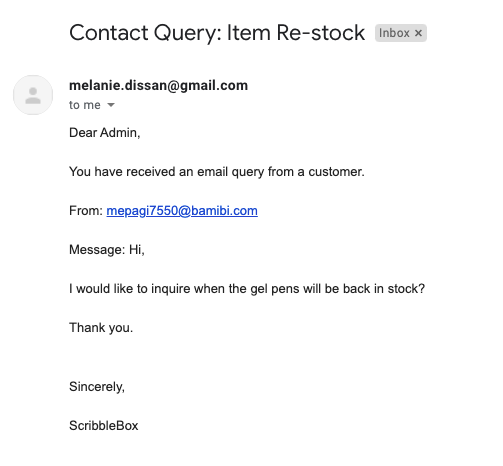 Contact Query: Item Re-stock Inbox ×
melanie.dissan@gmail.com
to me
Dear Admin,
You have received an email query from a customer.
From: mepagi7550@bamibi.com
Message: Hi,
I would like to inquire when the gel pens will be back in stock?
Thank you.
Sincerely,
ScribbleBox